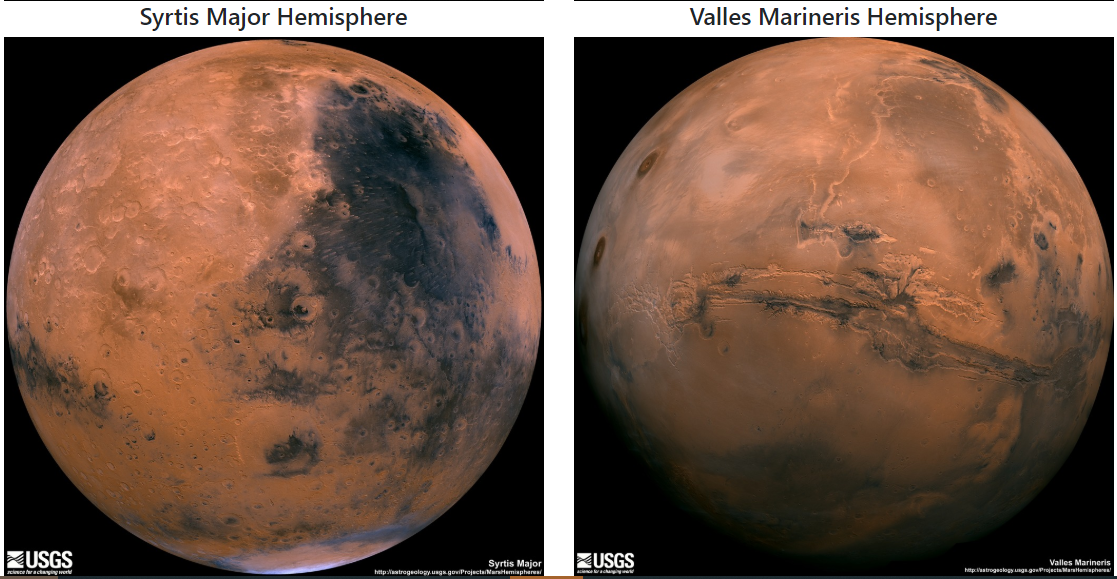 Syrtis Major Hemisphere
Valles Marineris Hemisphere
USGS
science for a changing world
Syrtis Major
http://astrogeology.usgs.gov/Projects/MarsHemispheres/
USGS
science for a changing world
Valles Marineris
http://astrogeology.usgs.gov/Projects/MarsHemispheres/